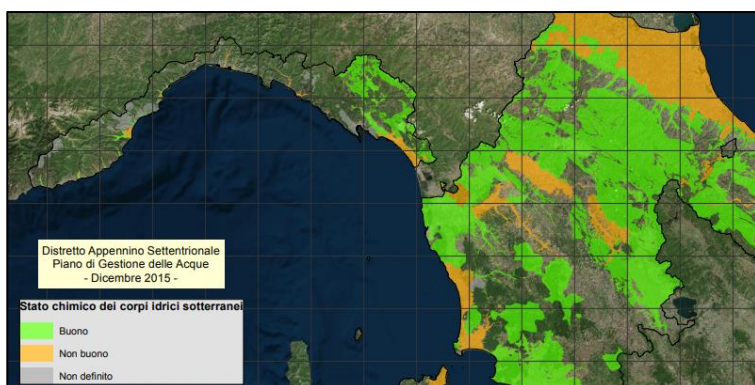 Distretto Appennino Settentrionale
Piano di Gestione delle Acque
- Dicembre 2015 -
Stato chimico dei corpi idrici sotterranei
Buono
Non buono
Non definito